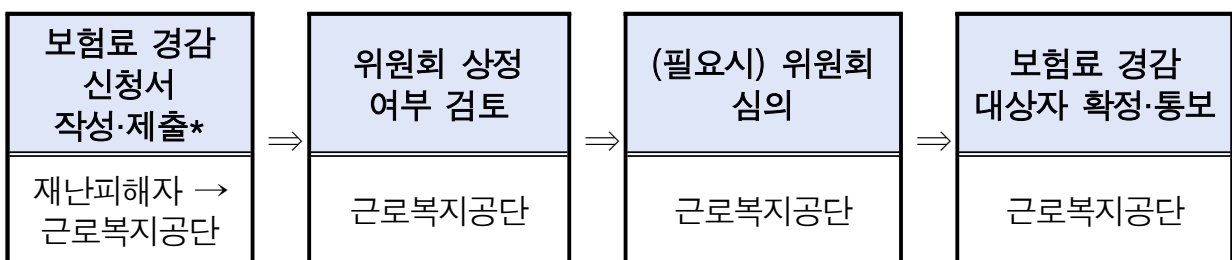 보험료 경감
신청서
작성·제출*
재난피해자 →
근로복지공단
⇒
위원회 상정
여부 검토
근로복지공단
⇒
(필요시) 위원회
심의
근로복지공단
⇒
보험료 경감
대상자 확정·통보
근로복지공단